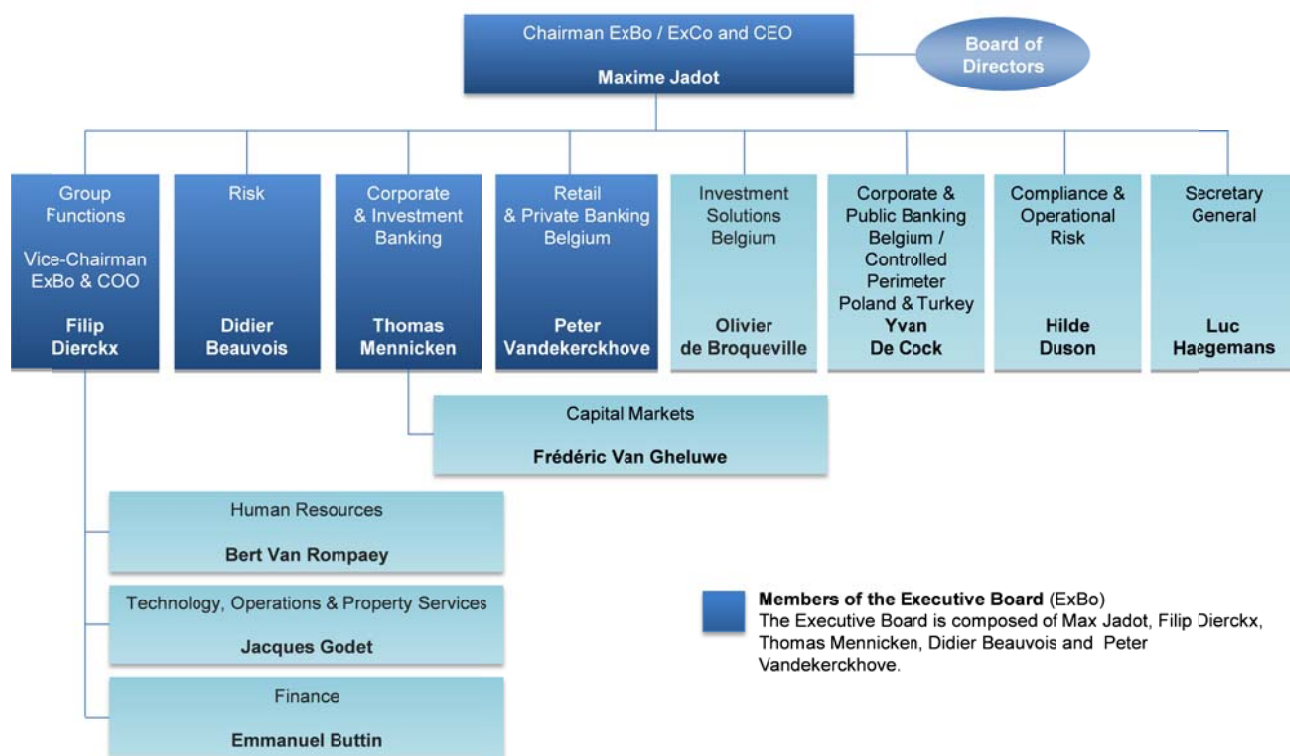 Chairman ExBo / ExCo and CEO
Maxime Jadot
Board of
Directors
Group
Functions
Vice-Chairman
ExBo & COO
Filip
Dierckx
Risk
Didier
Beauvois
Corporate
& Investment
Banking
Thomas
Mennicken
Retail
& Private Banking
Belgium
Peter
Vandekerckhove
Investment
Solutions
Belgium
Olivier
de Broqueville
Corporate &
Public Banking
Belgium /
Controlled
Perimeter
Poland & Turkey
Yvan
De Cock
Compliance &
Operational
Risk
Hilde
Duson
Secretary
General
Luc
Haegemans
Capital Markets
Frédéric Van Gheluwe
Human Resources
Bert Van Rompaey
Technology, Operations & Property Services
Jacques Godet
Finance
Emmanuel Buttin
Members of the Executive Board (ExBo)
The Executive Board is composed of Max Jadot, Filip Dierckx,
Thomas Mennicken, Didier Beauvois and Peter
Vandekerckhove.